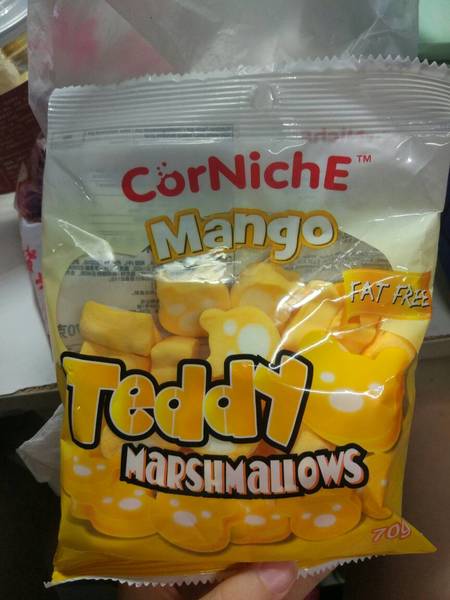 CorNichE™
Mango
FAT FREE
Teddy
MARSHMALLOWS
70g